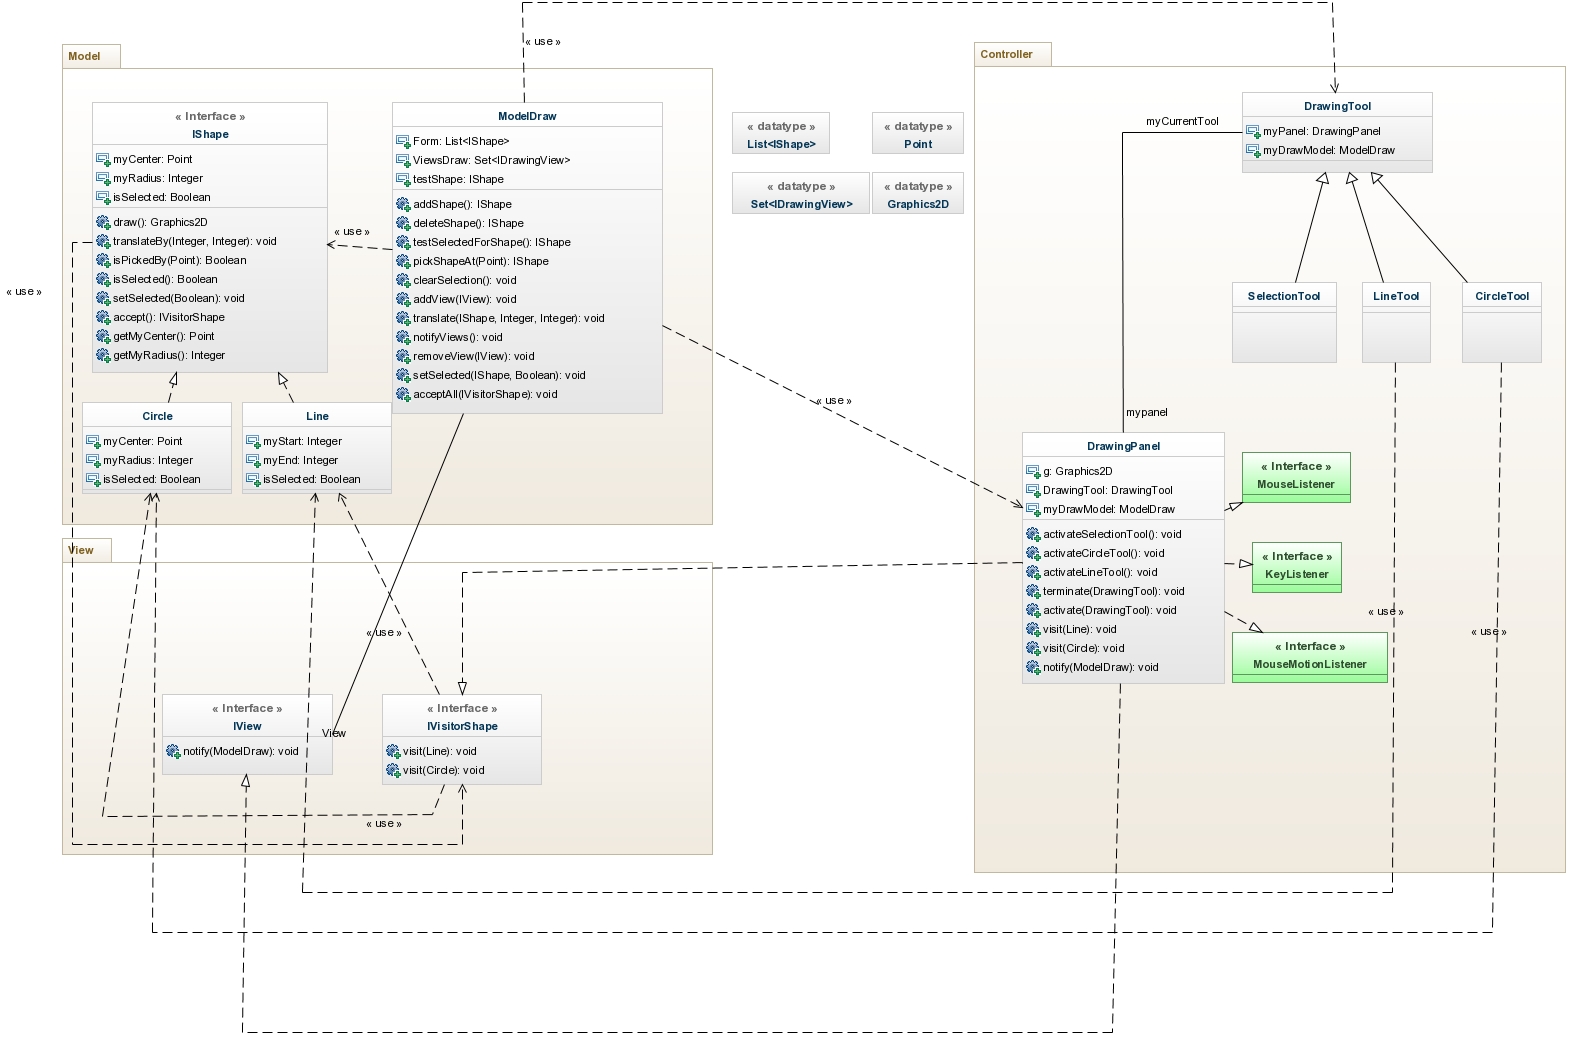 « use »
Model
« Interface »
IShape
myCenter: Point
myRadius: Integer
isSelected: Boolean
draw(): Graphics2D
translateBy(Integer, Integer): void
isPickedBy(Point): Boolean
isSelected(): Boolean
setSelected(Boolean): void
accept(): IVisitorShape
getMyCenter(): Point
getMyRadius(): Integer
« use »
ModelDraw
Form: List<IShape>
ViewsDraw: Set<IDrawingView>
testShape: IShape
addShape(): IShape
deleteShape(): IShape
testSelectedForShape(): IShape
pickShapeAt(Point): IShape
clearSelection(): void
addView(IView): void
translate(IShape, Integer, Integer): void
notifyViews(): void
removeView(IView): void
setSelected(IShape, Boolean): void
acceptAll(IVisitorShape): void
« use »
Circle
myCenter: Point
myRadius: Integer
isSelected: Boolean
Line
myStart: Integer
myEnd: Integer
isSelected: Boolean
« datatype »
List<IShape>
« datatype »
Point
« datatype »
Set<IDrawingView>
« datatype »
Graphics2D
« use »
View
« use »
« Interface »
IView
notify(ModelDraw): void
View
« Interface »
IVisitorShape
visit(Line): void
visit(Circle): void
« use »
Controller
myCurrentTool
DrawingTool
myPanel: DrawingPanel
myDrawModel: ModelDraw
SelectionTool
LineTool
CircleTool
mypanel
DrawingPanel
g: Graphics2D
DrawingTool: DrawingTool
myDrawModel: ModelDraw
activateSelectionTool(): void
activateCircleTool(): void
activateLineTool(): void
terminate(DrawingTool): void
activate(DrawingTool): void
visit(Line): void
visit(Circle): void
notify(ModelDraw): void
« Interface »
MouseListener
« Interface »
KeyListener
« use »
« use »
« Interface »
MouseMotionListener